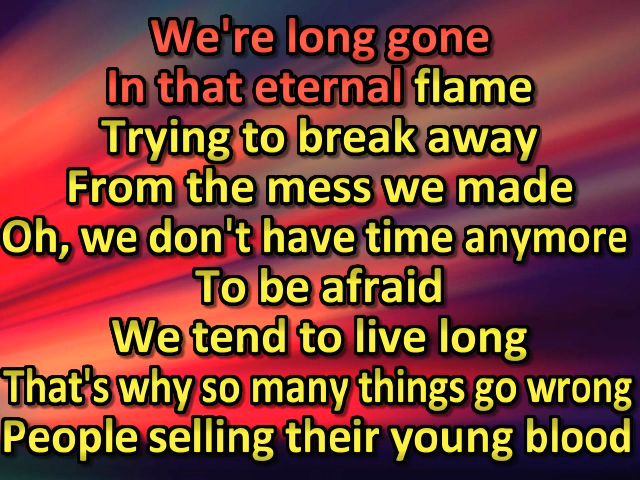 We're long gone
In that eternal flame
Trying to break away
From the mess we made
Oh, we don't have time anymore
To be afraid
We tend to live long
That's why so many things go wrong
People selling their young blood